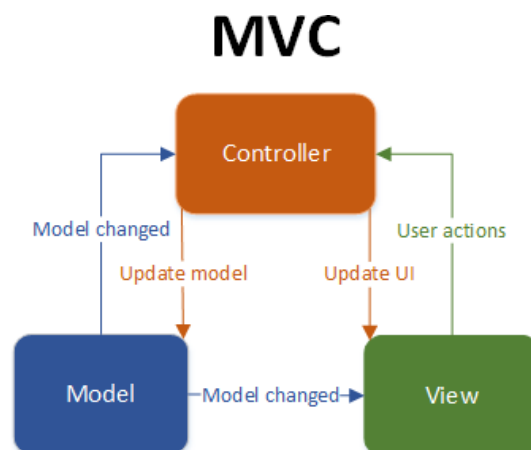 MVC
Controller
Model changed
User actions
Update model
Update UI
Model
Model changed
View